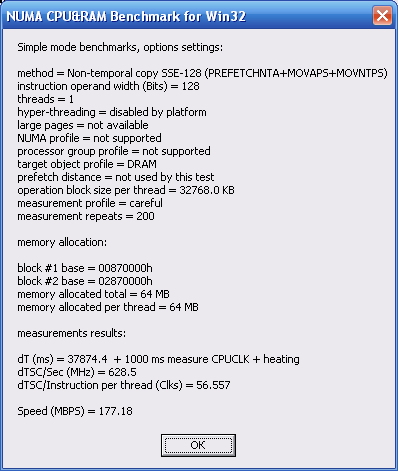 NUMA CPU&RAM Benchmark for Win32
Simple mode benchmarks, options settings:
method = Non-temporal copy SSE-128 (PREFETCHNTA+MOVAPS+MOVNTPS)
instruction operand width (Bits) = 128
threads = 1
hyper-threading = disabled by platform
large pages = not available
NUMA profile = not supported
processor group profile = not supported
target object profile = DRAM
prefetch distance = not used by this test
operation block size per thread = 32768.0 KB
measurement profile = careful
measurement repeats = 200
memory allocation:
block #1 base = 00870000h
block #2 base = 02870000h
memory allocated total = 64 MB
memory allocated per thread = 64 MB
measurements results:
dT (ms) = 37874.4  + 1000 ms measure CPUCLK + heating
dTSC/Sec (MHz) = 628.5
dTSC/Instruction per thread (Clks) = 56.557
Speed (MBPS) = 177.18
OK